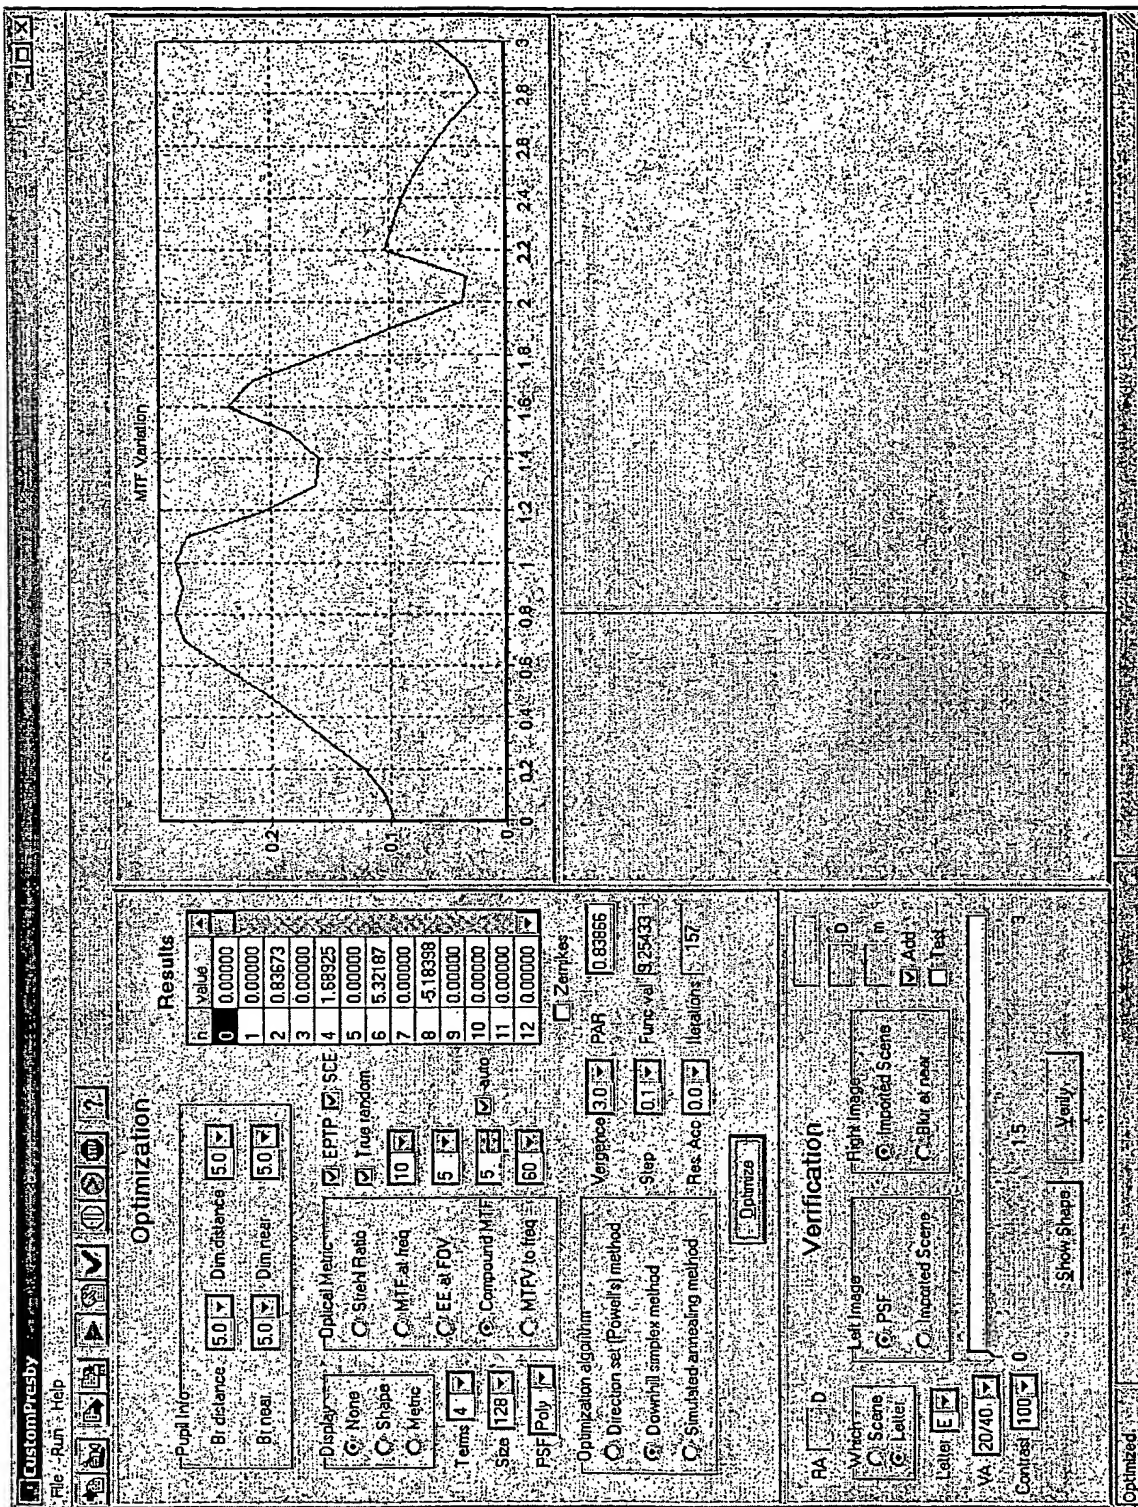 CustomPresby
File Run Help
Optimization
Pupil Info
Br distance 5.0 Dim distance 5.0
Br near 5.0 Dim near 5.0
Display
None
Shape
Metric
Terms 4
Size 128
PSF Poly
Optical Metric
Strehl Ratio
MTF at freq
EE at FOV
Compound MTF
MTFV to freq
EPTP SCE
True random
10
5
5 auto
60
Optimization algorithm
Direction set (Powell's) method
Downhill simplex method
Simulated annealing method
Vergence 3.0 PAR 0.83866
Step 0.1 Func val 9.25433
Res. Acc 0.0 Iterations 157
Optimize
Results
n value
0 0.00000
1 0.00000
2 0.83673
3 0.00000
4 1.68925
5 0.00000
6 5.32187
7 0.00000
8 -5.18398
9 0.00000
10 0.00000
11 0.00000
12 0.00000
Zernikes
MTF Variation
0.2
0.1
0
0 0.2 0.4 0.6 0.8 1 1.2 1.4 1.6 1.8 2 2.2 2.4 2.6 2.8 3
Verification
RA D
Which
Scene
Letter
Letter E
VA 20/40
Contrast 100
Left Image
PSF
Imported Scene
Right Image
Imported Scene
Blur at near
D
m
Add
Test
0 1.5 3
Show Shape Verify
Optimized